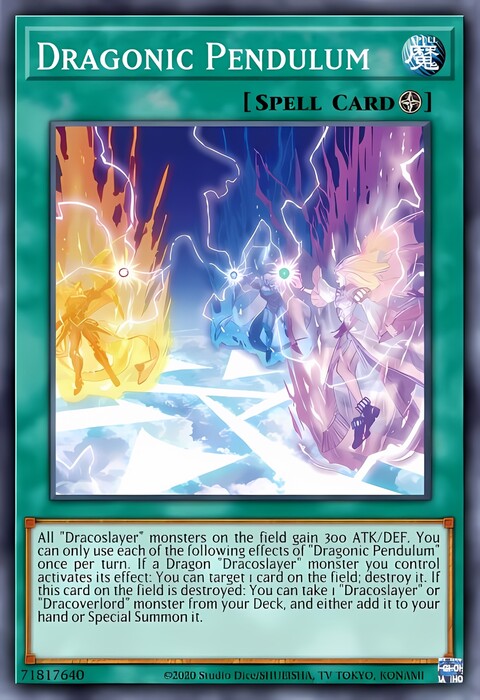 DRAGONIC PENDULUM
魔
[SPELL CARD]
All "Dracoslayer" monsters on the field gain 300 ATK/DEF. You
can only use each of the following effects of "Dragonic Pendulum"
once per turn. If a Dragon "Dracoslayer" monster you control
activates its effect: You can target 1 card on the field; destroy it. If
this card on the field is destroyed: You can take 1 "Dracoslayer" or
"Dracoverlord" monster from your Deck, and either add it to your
hand or Special Summon it.
71817640
©2020 Studio Dice/SHUEISHA, TV TOKYO, KONAMI